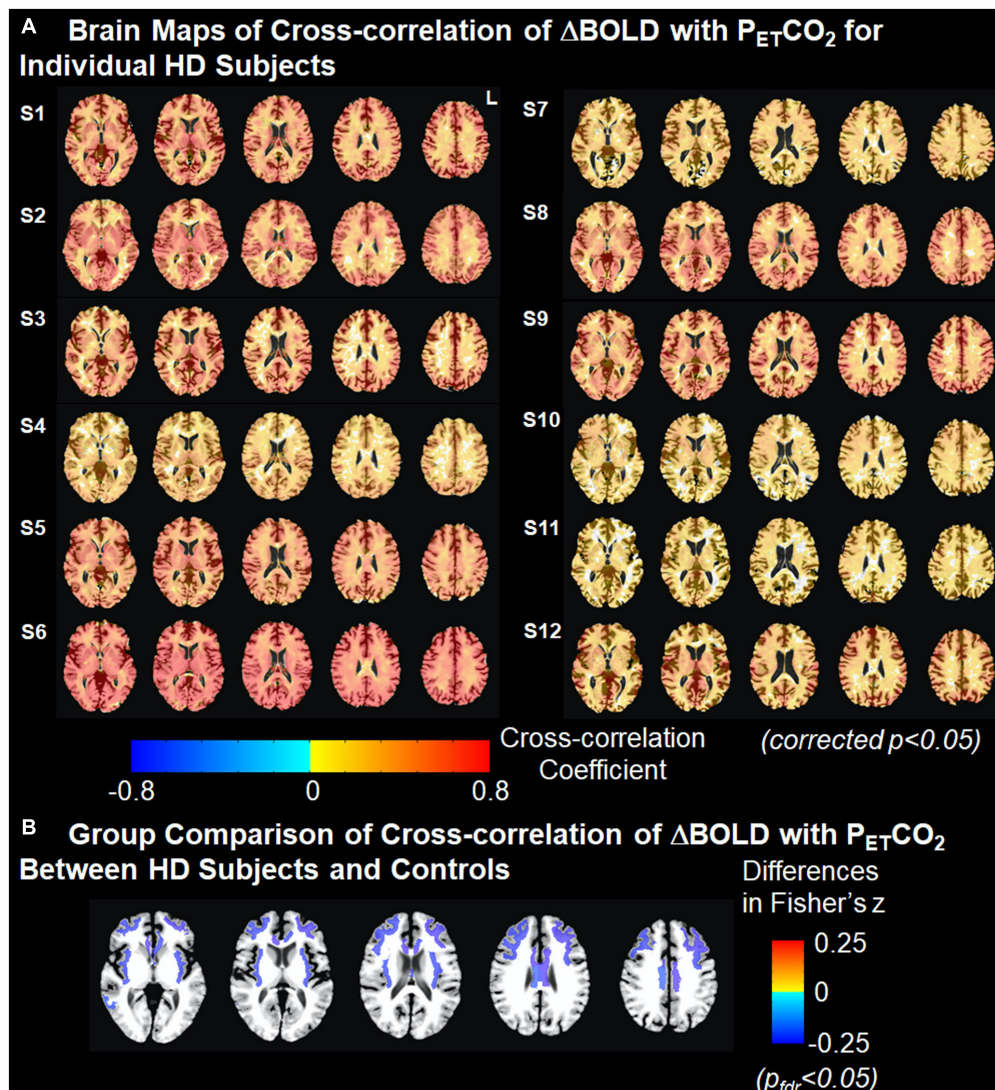 A Brain Maps of Cross-correlation of ΔBOLD with PETCO2 for
Individual HD Subjects
L
S1
S2
S3
S4
S5
S6
S7
S8
S9
S10
S11
S12
-0.8
0
0.8
Cross-correlation
Coefficient
(corrected p<0.05)
B Group Comparison of Cross-correlation of ΔBOLD with PETCO2
Between HD Subjects and Controls
Differences
in Fisher's z
0.25
0
-0.25
(pfdr<0.05)